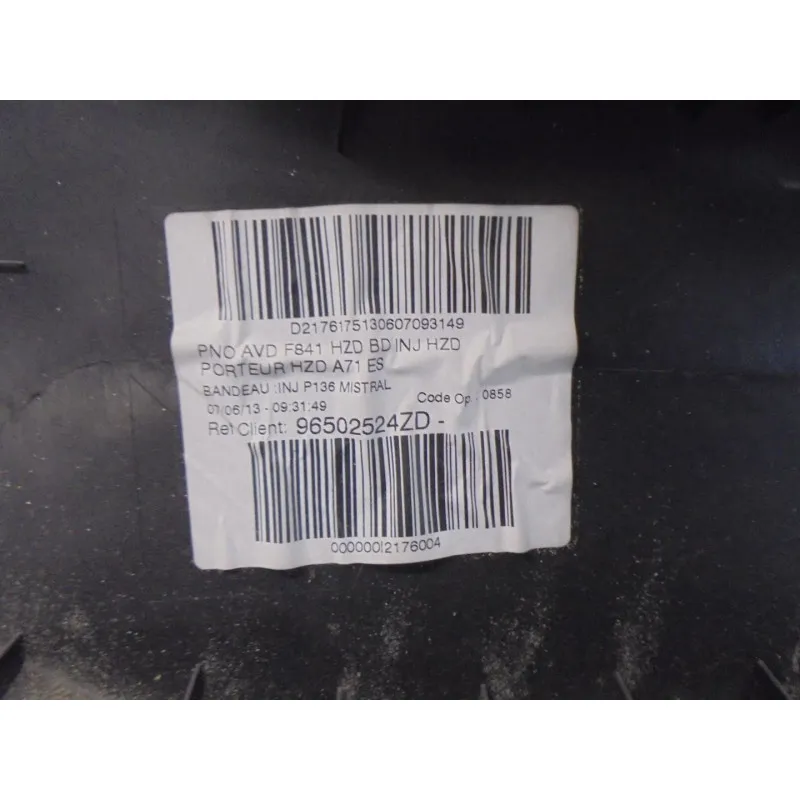 D2176175130607093149
PNO AVD F841 HZD BD INJ HZD
PORTEUR HZD A71 ES
BANDEAU :INJ P136 MISTRAL
07/06/13 - 09:31:49 Code Op.: 0858
Ref Client: 96502524ZD -
000000I2176004